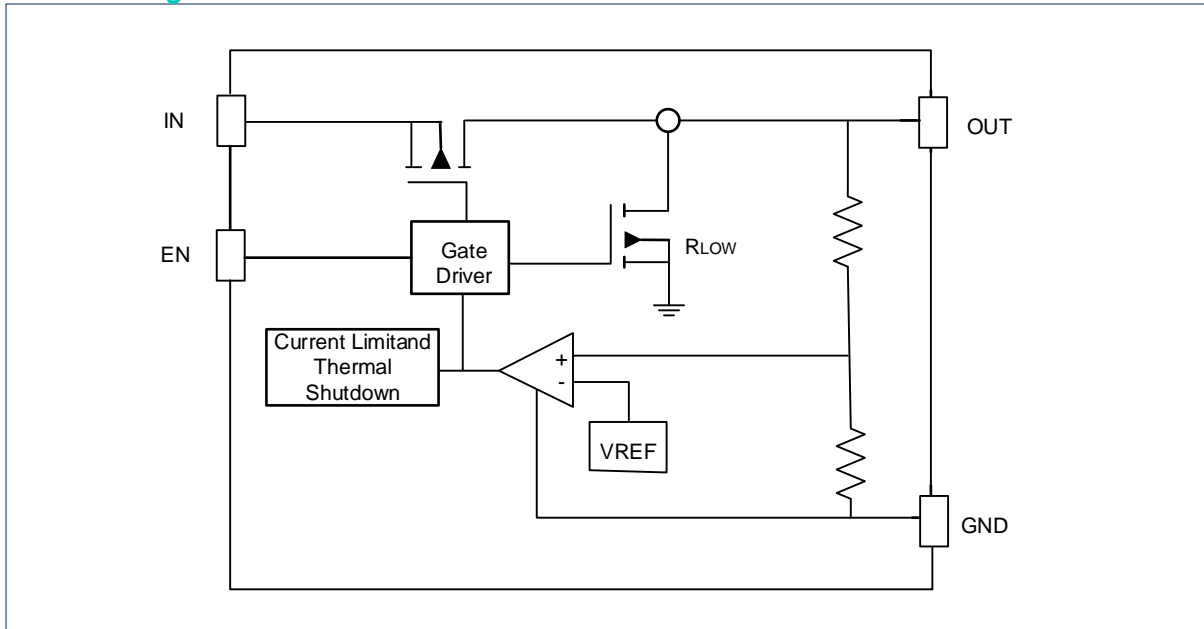 IN
OUT
EN
Gate
Driver
RLOW
Current Limitand
Thermal
Shutdown
+
-
VREF
GND